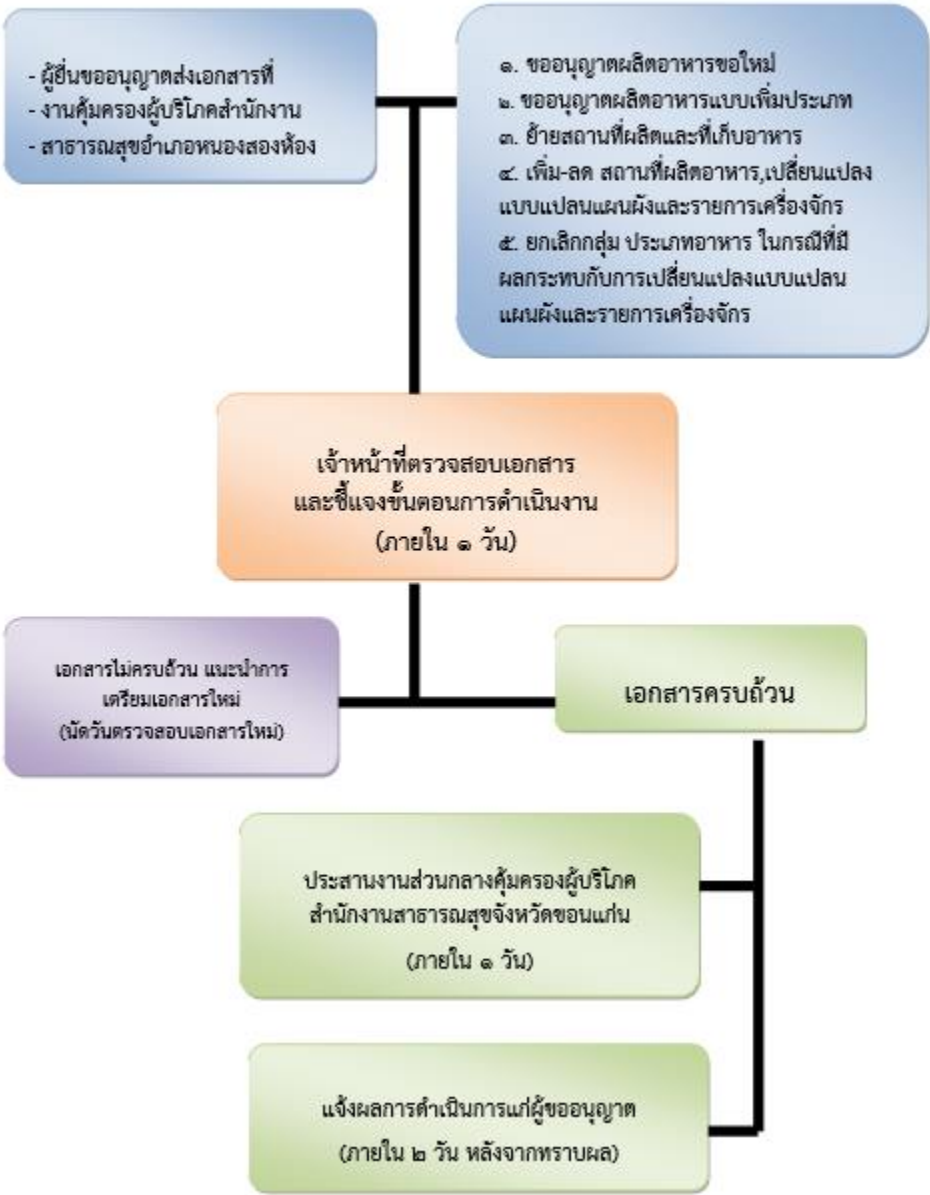 - ผู้ยื่นขออนุญาตส่งเอกสารที่
- งานคุ้มครองผู้บริโภคสำนักงาน
- สาธารณสุขอำเภอหนองสองห้อง
๑. ขออนุญาตผลิตอาหารขอใหม่
๒. ขออนุญาตผลิตอาหารแบบเพิ่มประเภท
๓. ย้ายสถานที่ผลิตและที่เก็บอาหาร
๔. เพิ่ม-ลด สถานที่ผลิตอาหาร,เปลี่ยนแปลง
แบบแปลนแผนผังและรายการเครื่องจักร
๕. ยกเลิกกลุ่ม ประเภทอาหาร ในกรณีที่มี
ผลกระทบกับการเปลี่ยนแปลงแบบแปลน
แผนผังและรายการเครื่องจักร
เจ้าหน้าที่ตรวจสอบเอกสาร
และชี้แจงขั้นตอนการดำเนินงาน
(ภายใน ๑ วัน)
เอกสารไม่ครบถ้วน แนะนำการ
เตรียมเอกสารใหม่
(นัดวันตรวจสอบเอกสารใหม่)
เอกสารครบถ้วน
ประสานงานส่วนกลางคุ้มครองผู้บริโภค
สำนักงานสาธารณสุขจังหวัดขอนแก่น
(ภายใน ๑ วัน)
แจ้งผลการดำเนินการแก่ผู้ขออนุญาต
(ภายใน ๒ วัน หลังจากทราบผล)